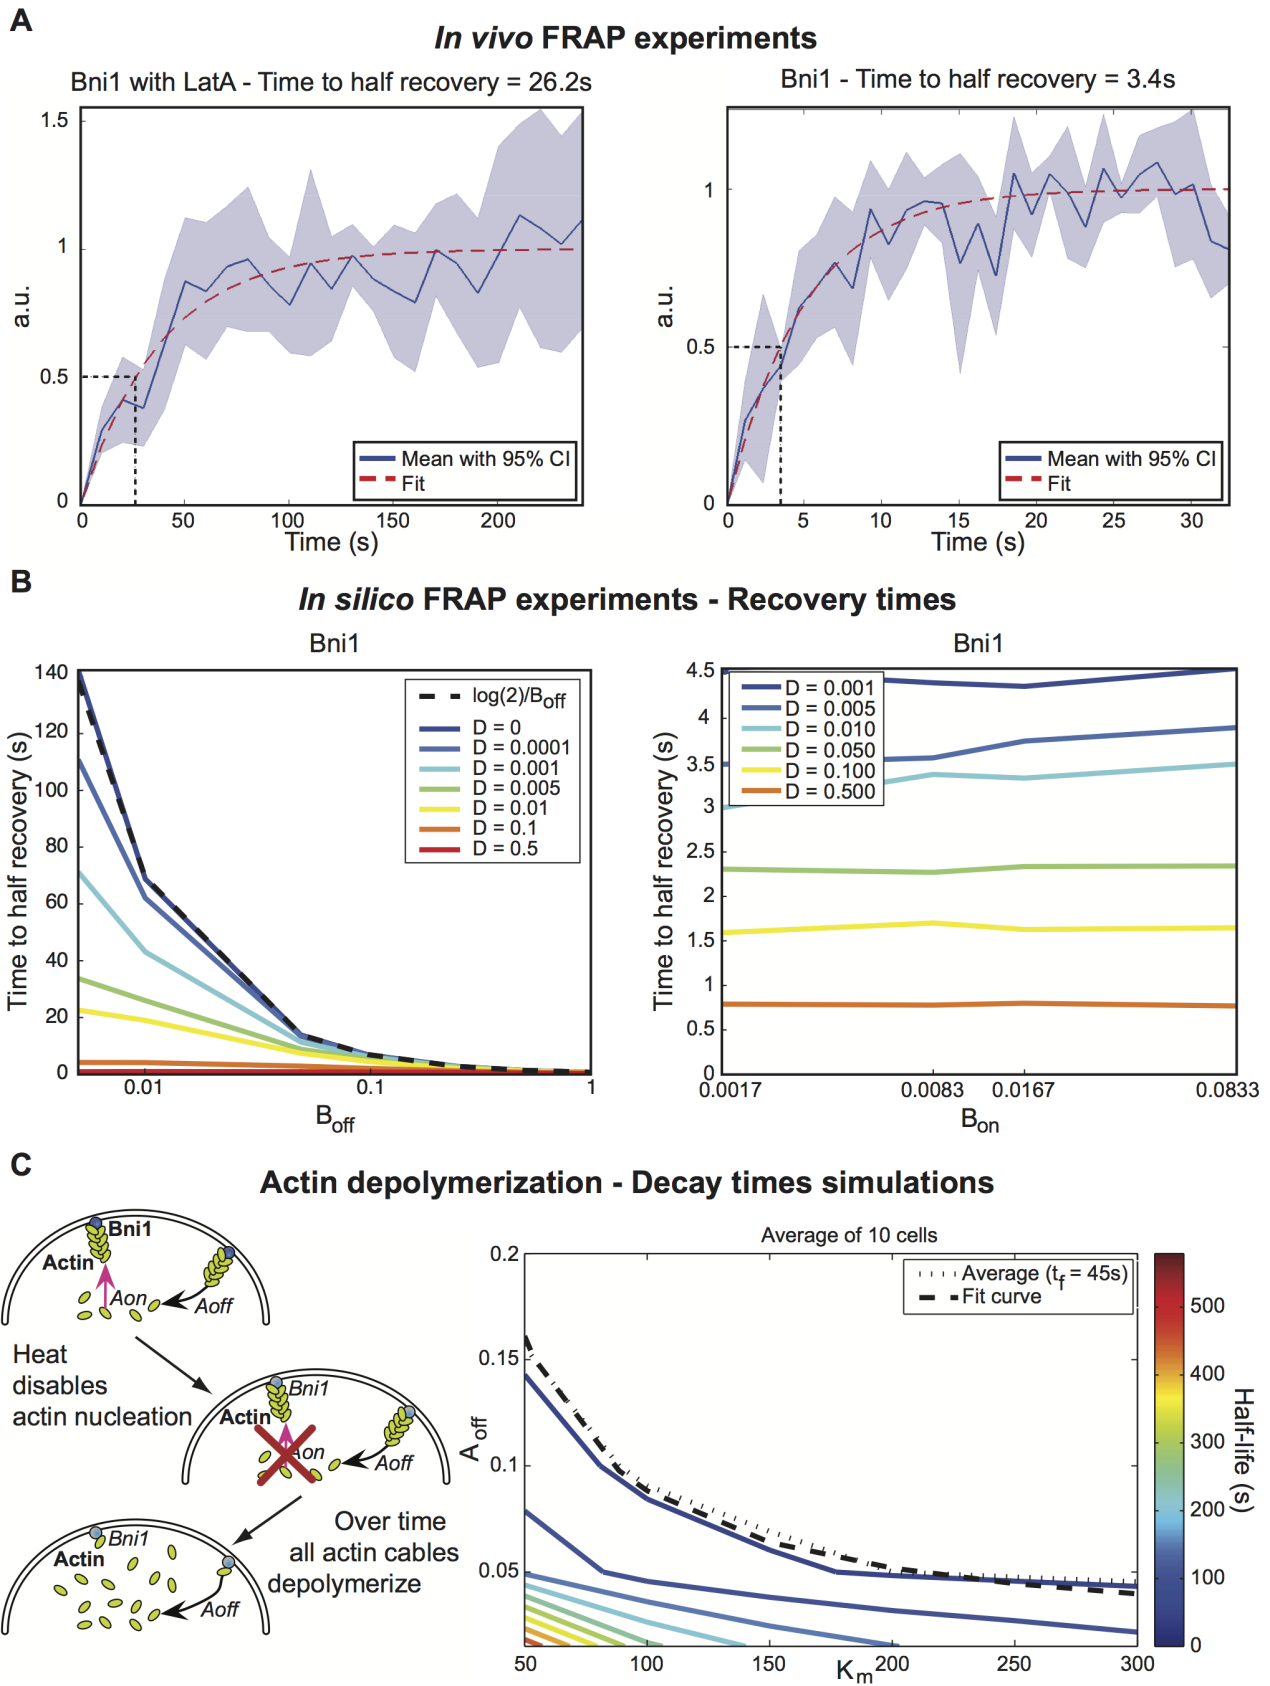 A
In vivo FRAP experiments
Bni1 with LatA - Time to half recovery = 26.2s
Bni1 - Time to half recovery = 3.4s
1.5
1
0.5
0
a.u.
0 50 100 150 200
Time (s)
Mean with 95% CI
Fit
1
0.5
0
a.u.
0 5 10 15 20 25 30
Time (s)
Mean with 95% CI
Fit
B
In silico FRAP experiments - Recovery times
Bni1
140
120
100
80
60
40
20
0
Time to half recovery (s)
log(2)/Boff
D = 0
D = 0.0001
D = 0.001
D = 0.005
D = 0.01
D = 0.1
D = 0.5
0.01 0.1 1
Boff
Bni1
4.5
4
3.5
3
2.5
2
1.5
1
0.5
0
Time to half recovery (s)
D = 0.001
D = 0.005
D = 0.010
D = 0.050
D = 0.100
D = 0.500
0.0017 0.0083 0.0167 0.0833
Bon
C
Actin depolymerization - Decay times simulations
Bni1
Actin
Aon
Aoff
Heat
disables
actin nucleation
Bni1
Actin
Aon
Aoff
Over time
all actin cables
depolymerize
Bni1
Actin
Aoff
Average of 10 cells
Average (tf = 45s)
Fit curve
0.2
0.15
0.1
0.05
Aoff
50 100 150 200 250 300
Km
500
400
300
200
100
0
Half-life (s)